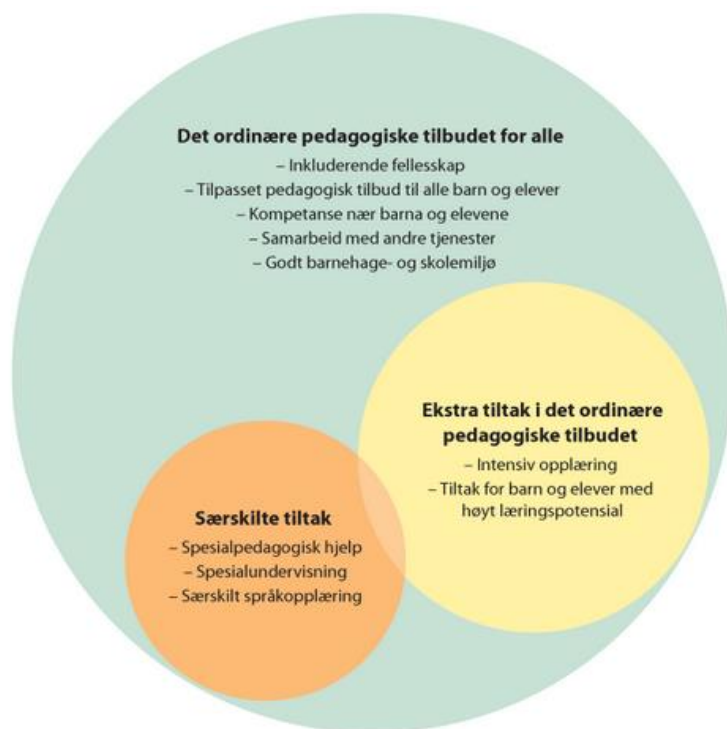 Det ordinære pedagogiske tilbudet for alle
– Inkluderende fellesskap
– Tilpasset pedagogisk tilbud til alle barn og elever
– Kompetanse nær barna og elevene
– Samarbeid med andre tjenester
– Godt barnehage- og skolemiljø
Ekstra tiltak i det ordinære
pedagogiske tilbudet
– Intensiv opplæring
– Tiltak for barn og elever med
høyt læringspotensial
Særskilte tiltak
– Spesialpedagogisk hjelp
– Spesialundervisning
– Særskilt språkopplæring